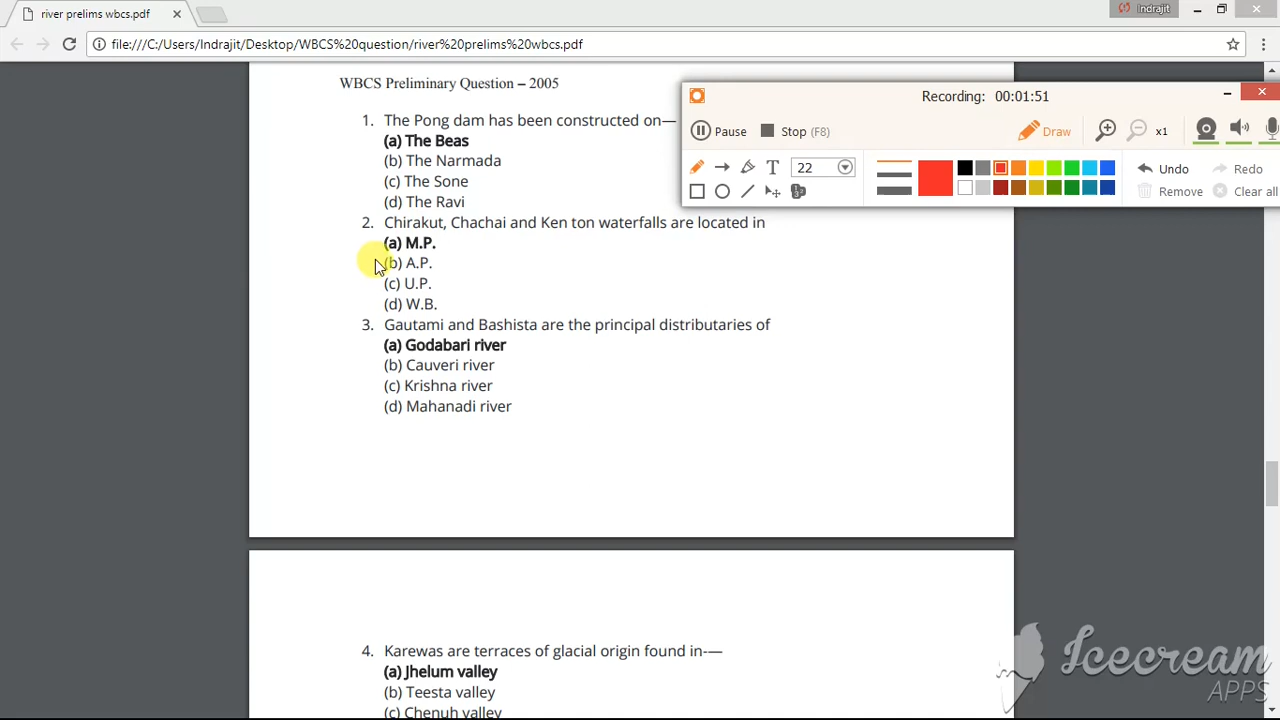 river prelims wbcs.pdf
Indrajit
file:///C:/Users/Indrajit/Desktop/WBCS%20question/river%20prelims%20wbcs.pdf
WBCS Preliminary Question – 2005
Recording: 00:01:51
Pause
Stop (F8)
Draw
x1
22
Undo
Redo
Remove
Clear all
1. The Pong dam has been constructed on—
(a) The Beas
(b) The Narmada
(c) The Sone
(d) The Ravi
2. Chirakut, Chachai and Ken ton waterfalls are located in
(a) M.P.
(b) A.P.
(c) U.P.
(d) W.B.
3. Gautami and Bashista are the principal distributaries of
(a) Godabari river
(b) Cauveri river
(c) Krishna river
(d) Mahanadi river
4. Karewas are terraces of glacial origin found in-—
(a) Jhelum valley
(b) Teesta valley
(c) Chenuh valley
Icecream
APPS